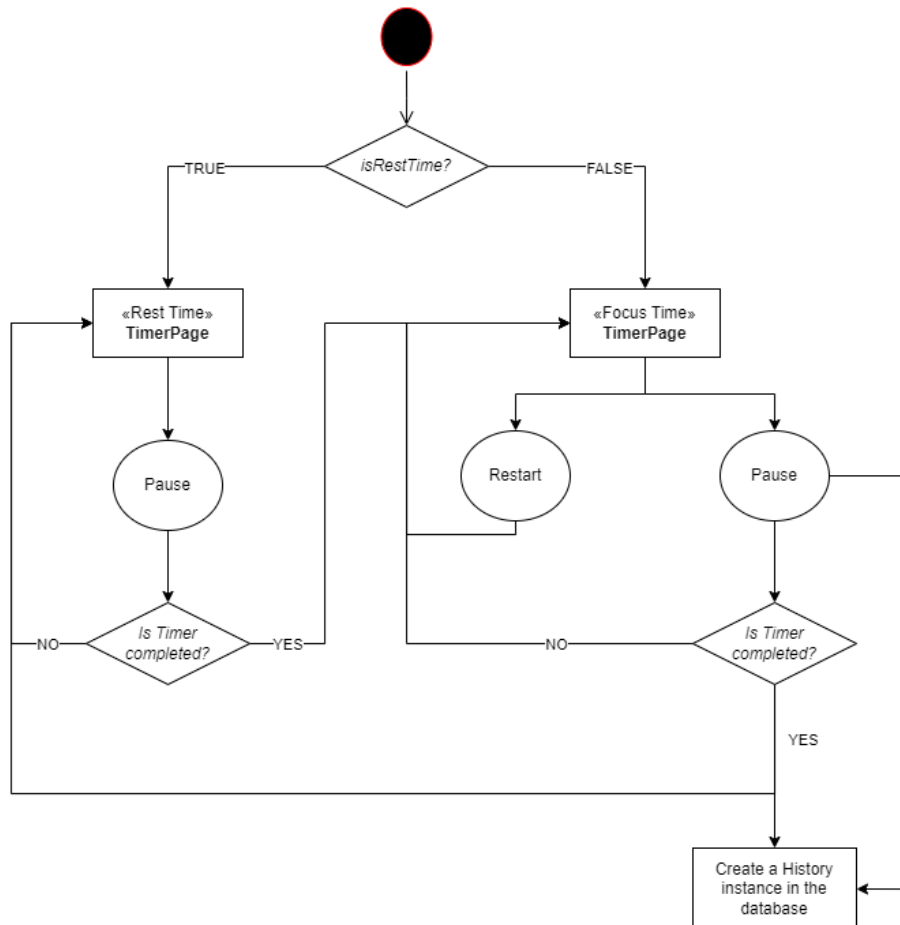 isRestTime?
TRUE
FALSE
«Rest Time»
TimerPage
«Focus Time»
TimerPage
Pause
Restart
Pause
Is Timer
completed?
NO
YES
Is Timer
completed?
NO
YES
Create a History
instance in the
database